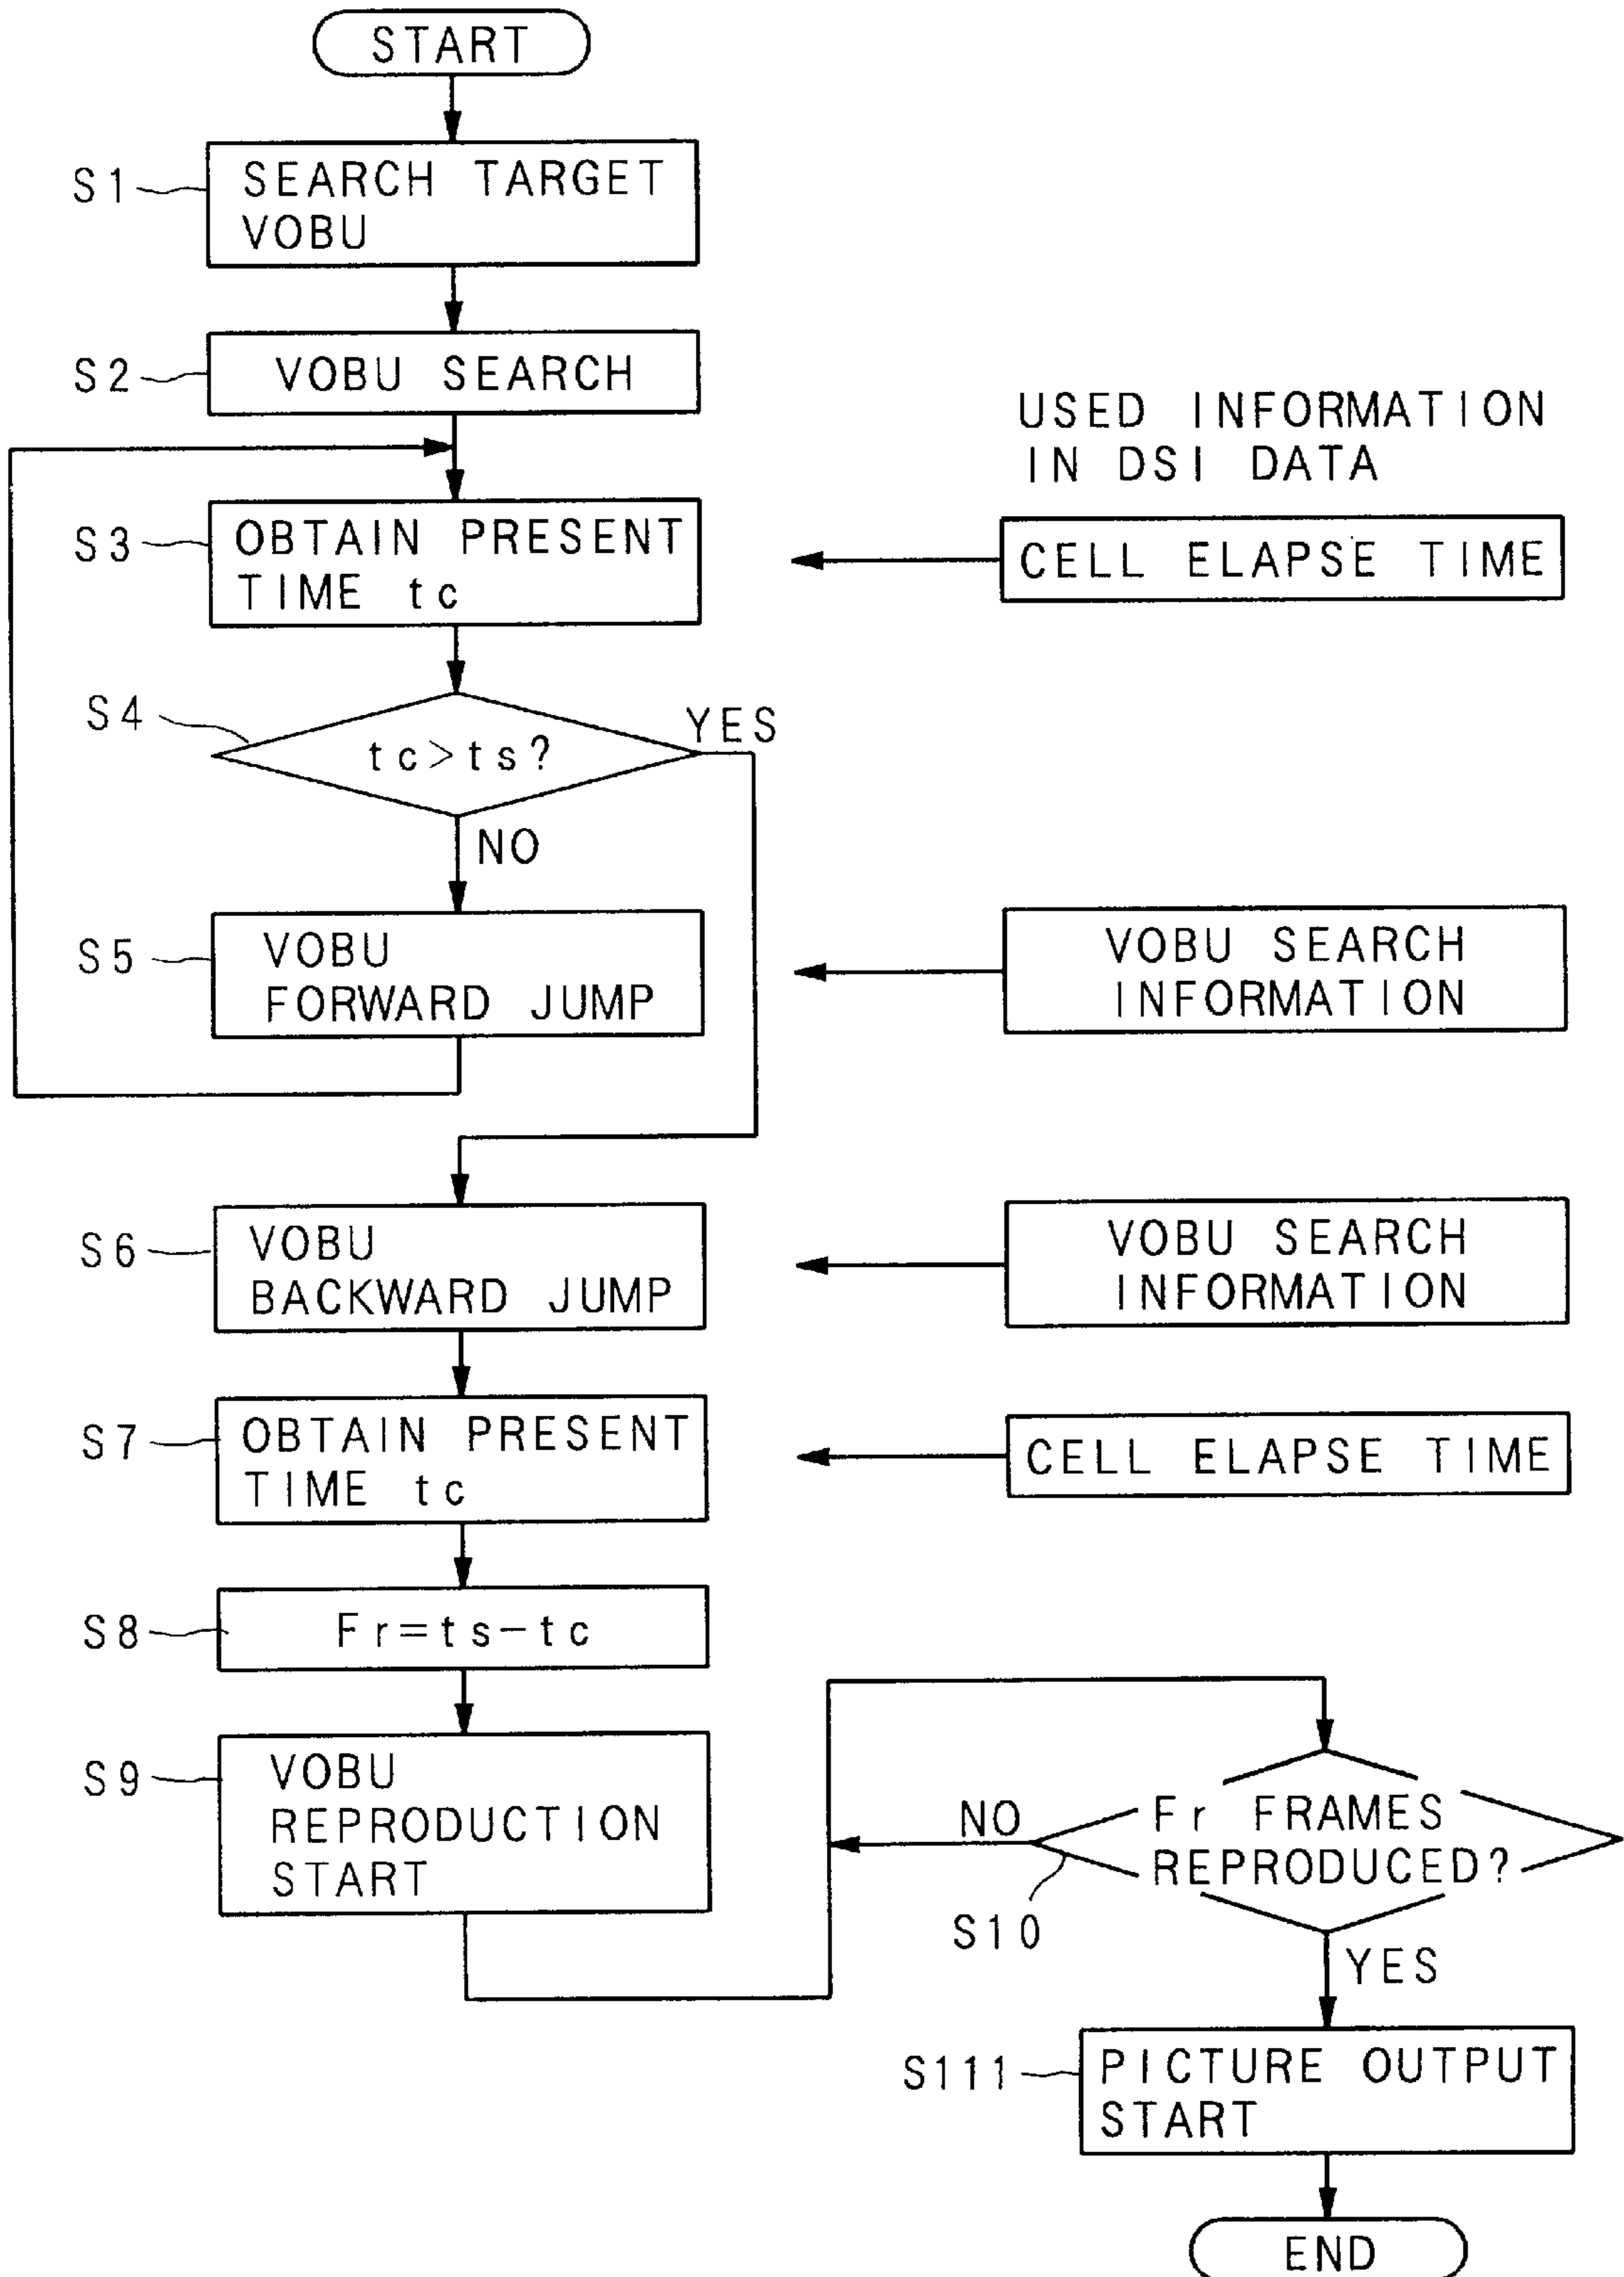 START
S1
SEARCH TARGET
VOBU
S2
VOBU SEARCH
USED INFORMATION
IN DSI DATA
S3
OBTAIN PRESENT
TIME tc
CELL ELAPSE TIME
S4
tc>ts?
YES
NO
S5
VOBU
FORWARD JUMP
VOBU SEARCH
INFORMATION
S6
VOBU
BACKWARD JUMP
VOBU SEARCH
INFORMATION
S7
OBTAIN PRESENT
TIME tc
CELL ELAPSE TIME
S8
Fr=ts-tc
S9
VOBU
REPRODUCTION
START
NO
Fr FRAMES
REPRODUCED?
S10
YES
S111
PICTURE OUTPUT
START
END